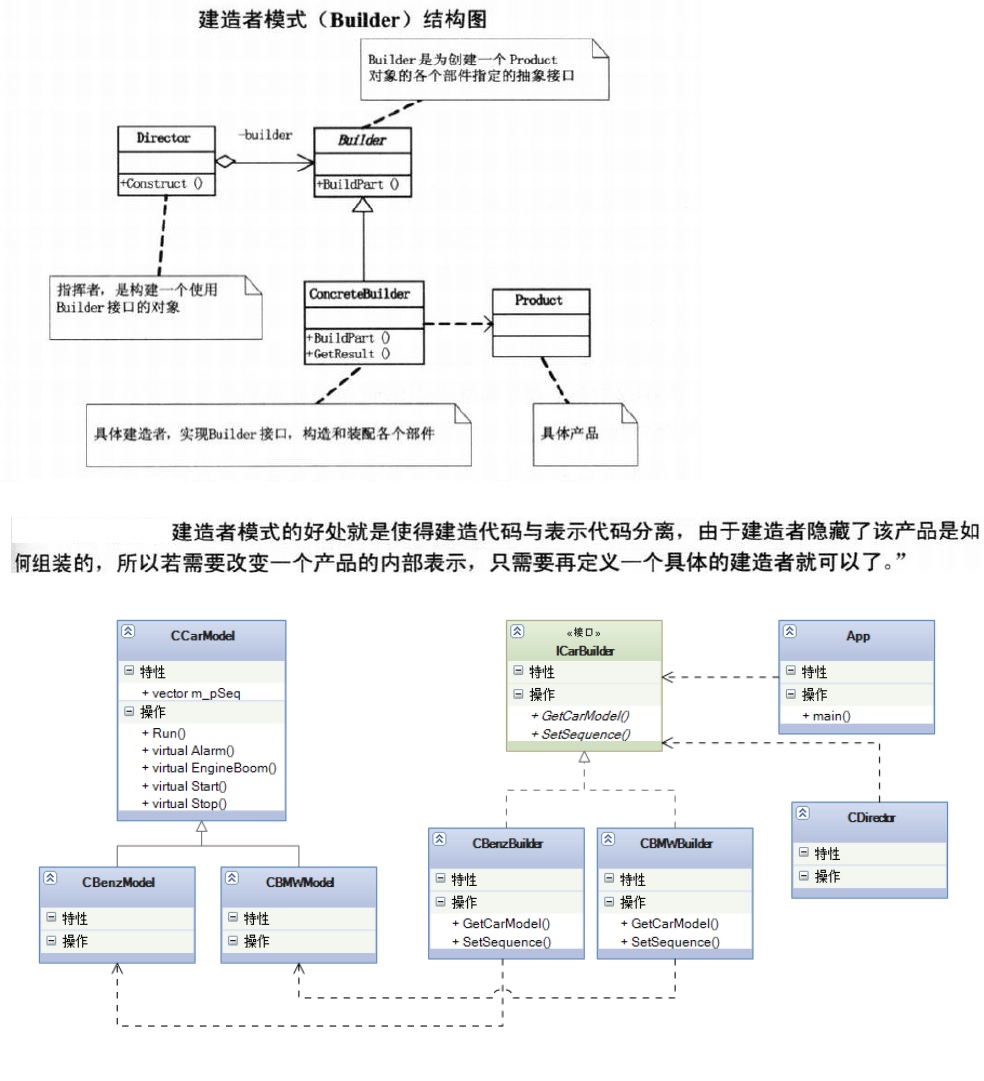 建造者模式（Builder）结构图
Builder是为创建一个Product
对象的各个部件指定的抽象接口
Director
-builder
Builder
+Construct ()
+BuildPart ()
指挥者，是构建一个使用
Builder接口的对象
ConcreteBuilder
Product
+BuildPart ()
+GetResult ()
具体建造者，实现Builder接口，构造和装配各个部件
具体产品
建造者模式的好处就是使得建造代码与表示代码分离，由于建造者隐藏了该产品是如
何组装的，所以若需要改变一个产品的内部表示，只需要再定义一个具体的建造者就可以了。”
CCarModel
特性
+ vector m_pSeq
操作
+ Run()
+ virtual Alarm()
+ virtual EngineBoom()
+ virtual Start()
+ virtual Stop()
«接口»
ICarBuilder
特性
操作
+ GetCarModel()
+ SetSequence()
App
特性
操作
+ main()
CDirector
特性
操作
CBenzModel
特性
操作
CBMWModel
特性
操作
CBenzBuilder
特性
操作
+ GetCarModel()
+ SetSequence()
CBMWBuilder
特性
操作
+ GetCarModel()
+ SetSequence()